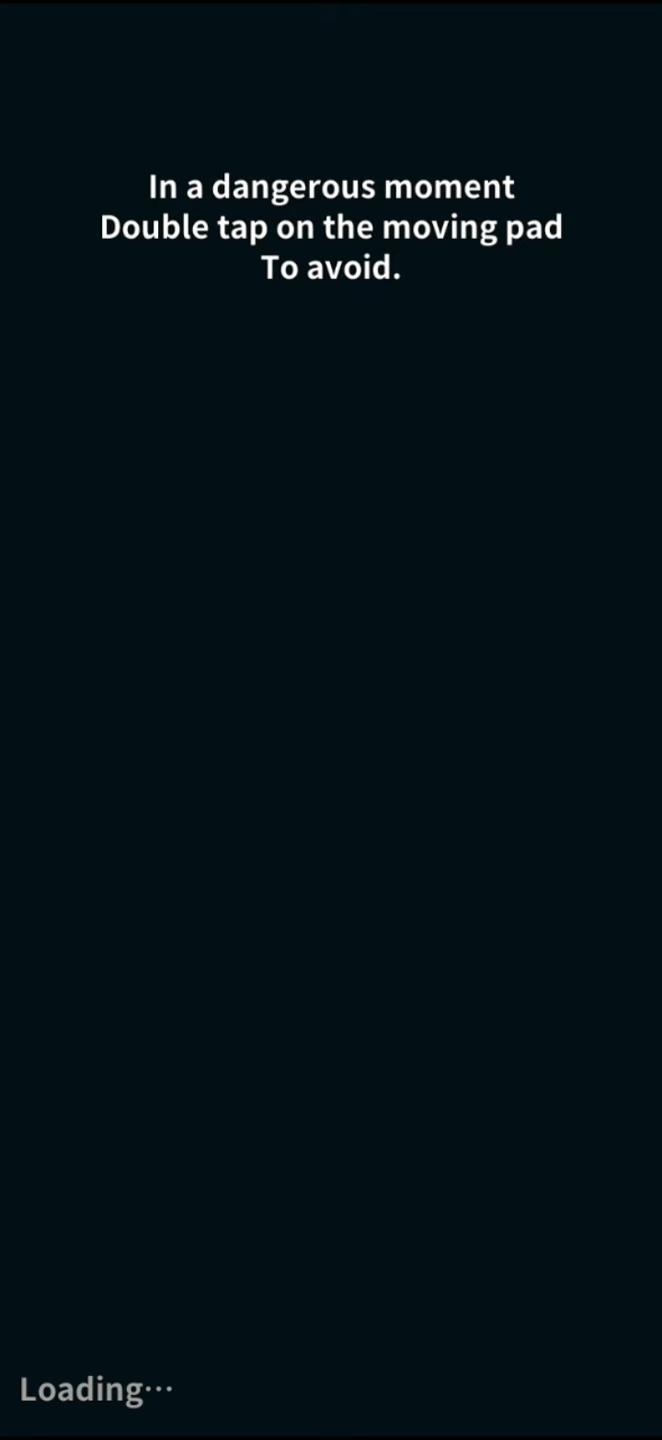 In a dangerous moment
Double tap on the moving pad
To avoid.
Loading···